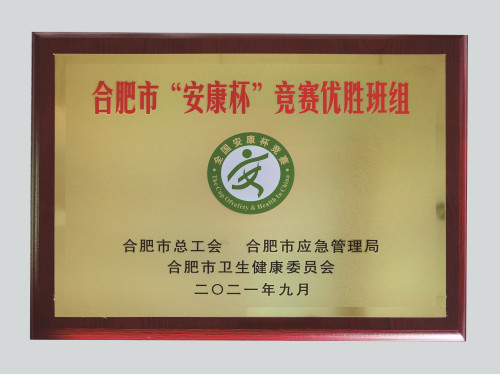 合肥市“安康杯”竞赛优胜班组
全国安康杯竞赛
The Cup of safety & Health In China
合肥市总工会 合肥市应急管理局
合肥市卫生健康委员会
二〇二一年九月